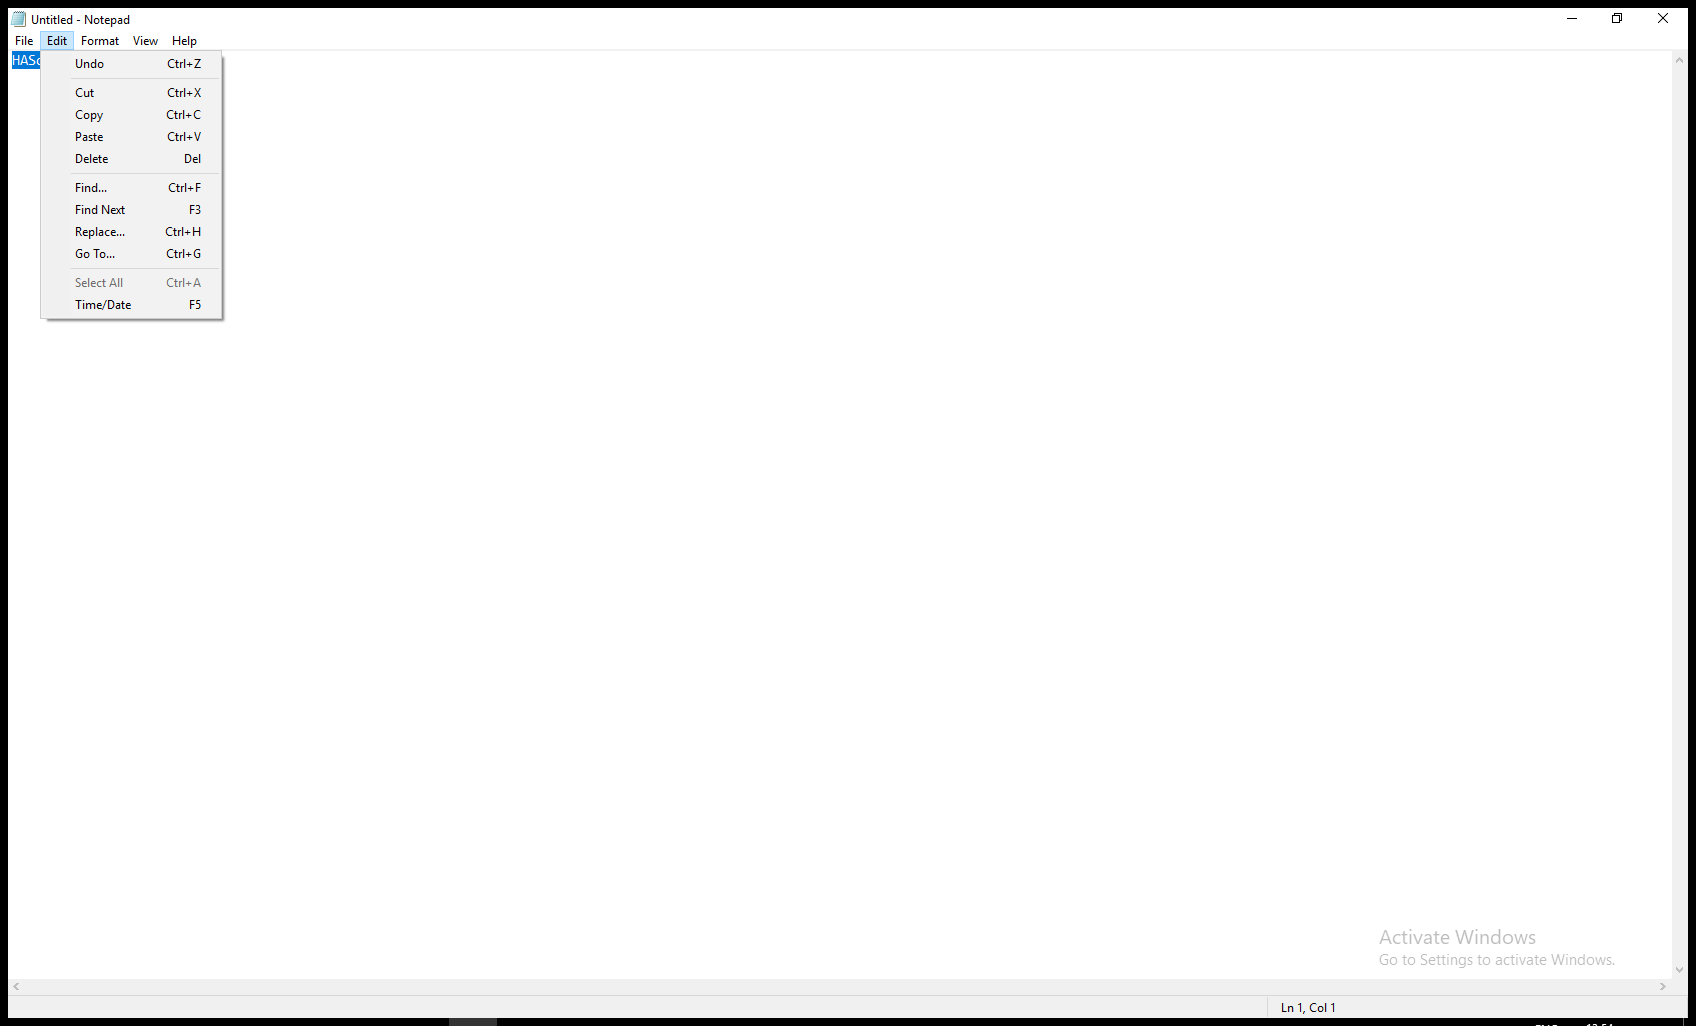 Untitled - Notepad
File Edit Format View Help
Undo Ctrl+Z
Cut Ctrl+X
Copy Ctrl+C
Paste Ctrl+V
Delete Del
Find... Ctrl+F
Find Next F3
Replace... Ctrl+H
Go To... Ctrl+G
Select All Ctrl+A
Time/Date F5
Activate Windows
Go to Settings to activate Windows.
Ln 1, Col 1